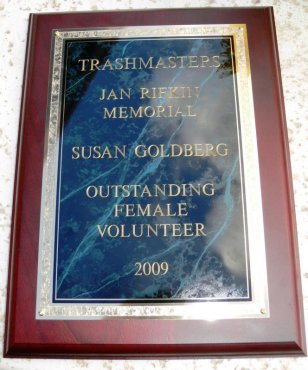 TRASHMASTERS
JAN RIFKIN
MEMORIAL
SUSAN GOLDBERG
OUTSTANDING
FEMALE
VOLUNTEER
2009